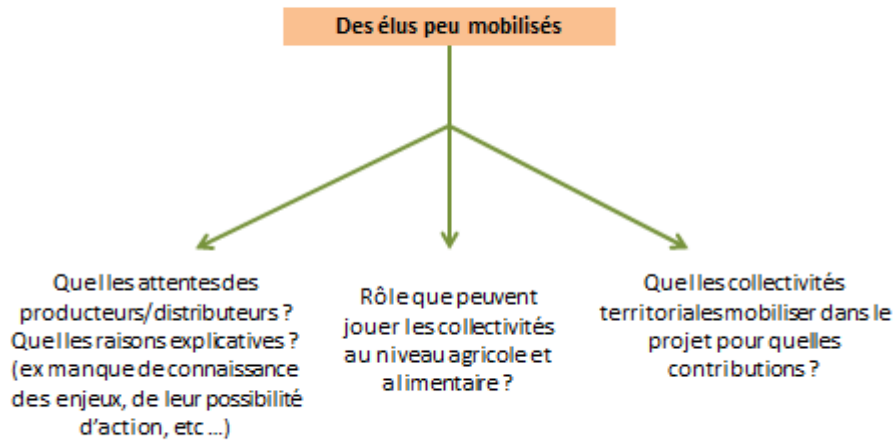 Des élus peu mobilisés
Quelles attentes des
producteurs/distributeurs ?
Quelles raisons explicatives ?
(ex manque de connaissance
des enjeux, de leur possibilité
d’action, etc ...)
Rôle que peuvent
jouer les collectivités
au niveau agricole et
alimentaire ?
Quelles collectivités
territoriales mobiliser dans le
projet pour quelles
contributions ?